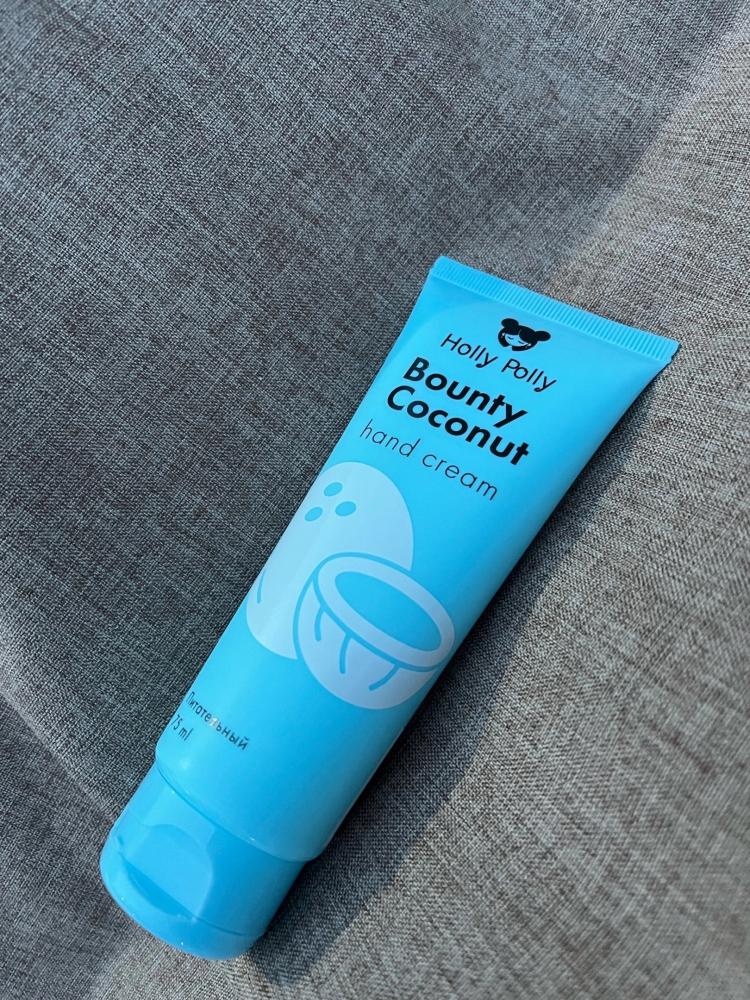 Holly Polly
Bounty
Coconut
hand cream
Питательный
75 ml